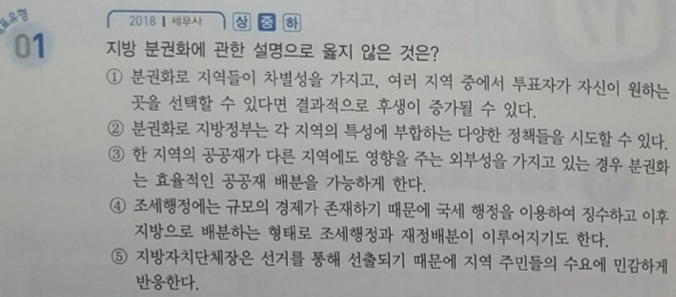 표유형
01
2018 | 세무사 상 중 하
지방 분권화에 관한 설명으로 옳지 않은 것은?
① 분권화로 지역들이 차별성을 가지고, 여러 지역 중에서 투표자가 자신이 원하는
곳을 선택할 수 있다면 결과적으로 후생이 증가될 수 있다.
② 분권화로 지방정부는 각 지역의 특성에 부합하는 다양한 정책들을 시도할 수 있다.
③ 한 지역의 공공재가 다른 지역에도 영향을 주는 외부성을 가지고 있는 경우 분권화
는 효율적인 공공재 배분을 가능하게 한다.
④ 조세행정에는 규모의 경제가 존재하기 때문에 국세 행정을 이용하여 징수하고 이후
지방으로 배분하는 형태로 조세행정과 재정배분이 이루어지기도 한다.
⑤ 지방자치단체장은 선거를 통해 선출되기 때문에 지역 주민들의 수요에 민감하게
반응한다.